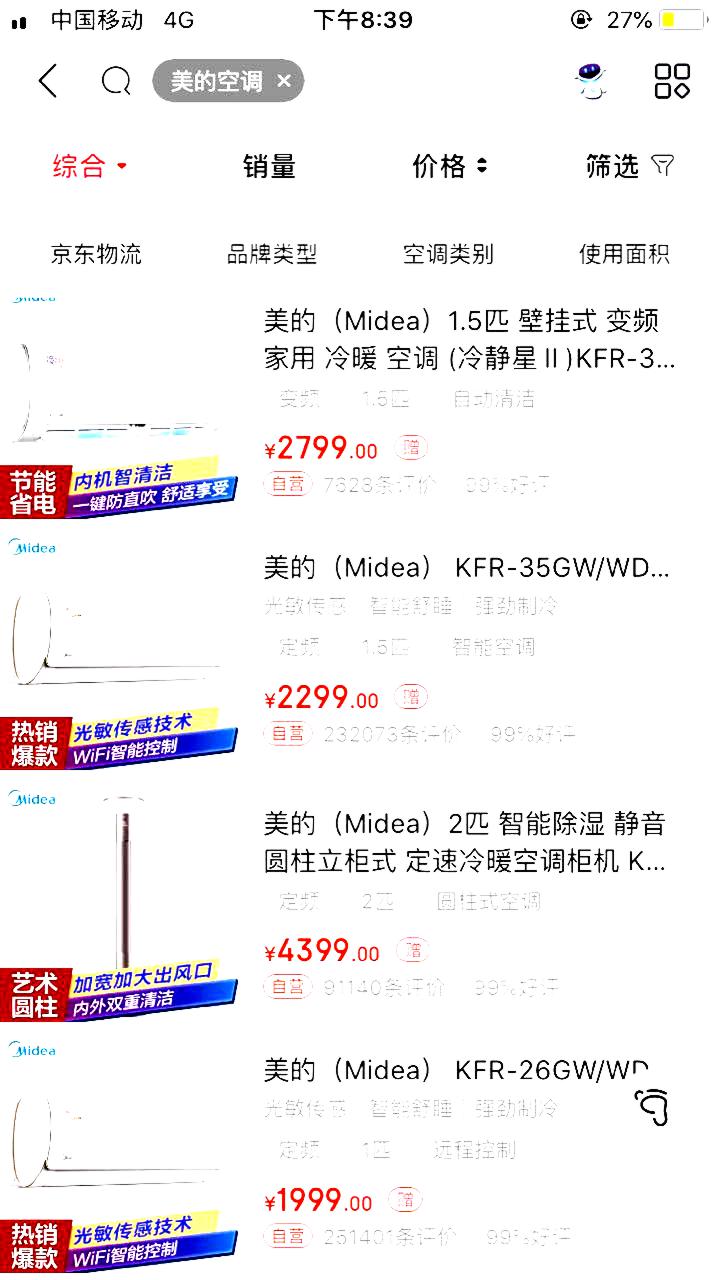 中国移动 4G 下午8:39 27%
美的空调 ×
综合 销量 价格 筛选
京东物流 品牌类型 空调类别 使用面积
Midea
美的（Midea）1.5匹 壁挂式 变频
家用 冷暖 空调 (冷静星Ⅱ)KFR-3...
变频 1.5匹 自动清洁
¥2799.00 赠
自营 7628条评价 99%好评
节能
省电
内机智清洁
一键防直吹 舒适享受
Midea
美的（Midea） KFR-35GW/WD...
光敏传感 智能舒睡 强劲制冷
定频 1.5匹 智能空调
¥2299.00 赠
自营 232073条评价 99%好评
热销
爆款
光敏传感技术
WiFi智能控制
Midea
美的（Midea）2匹 智能除湿 静音
圆柱立柜式 定速冷暖空调柜机 K...
定频 2匹 圆柱式空调
¥4399.00 赠
自营 91140条评价 99%好评
艺术
圆柱
加宽加大出风口
内外双重清洁
Midea
美的（Midea） KFR-26GW/WD
光敏传感 智能舒睡 强劲制冷
定频 1匹 远程控制
¥1999.00 赠
自营 251401条评价 99%好评
热销
爆款
光敏传感技术
WiFi智能控制